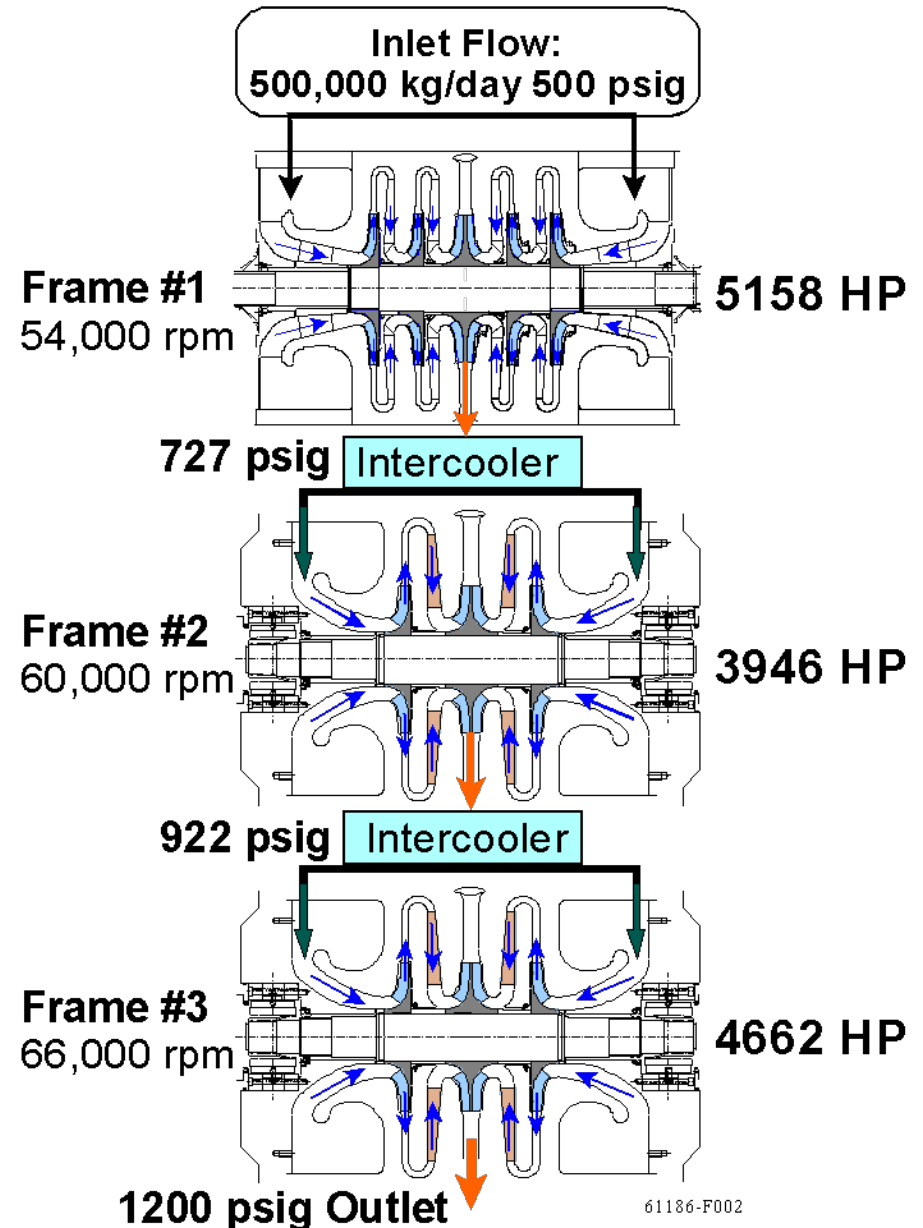 Inlet Flow:
500,000 kg/day 500 psig
Frame #1
54,000 rpm
5158 HP
727 psig
Intercooler
Frame #2
60,000 rpm
3946 HP
922 psig
Intercooler
Frame #3
66,000 rpm
4662 HP
1200 psig Outlet
61186-F002